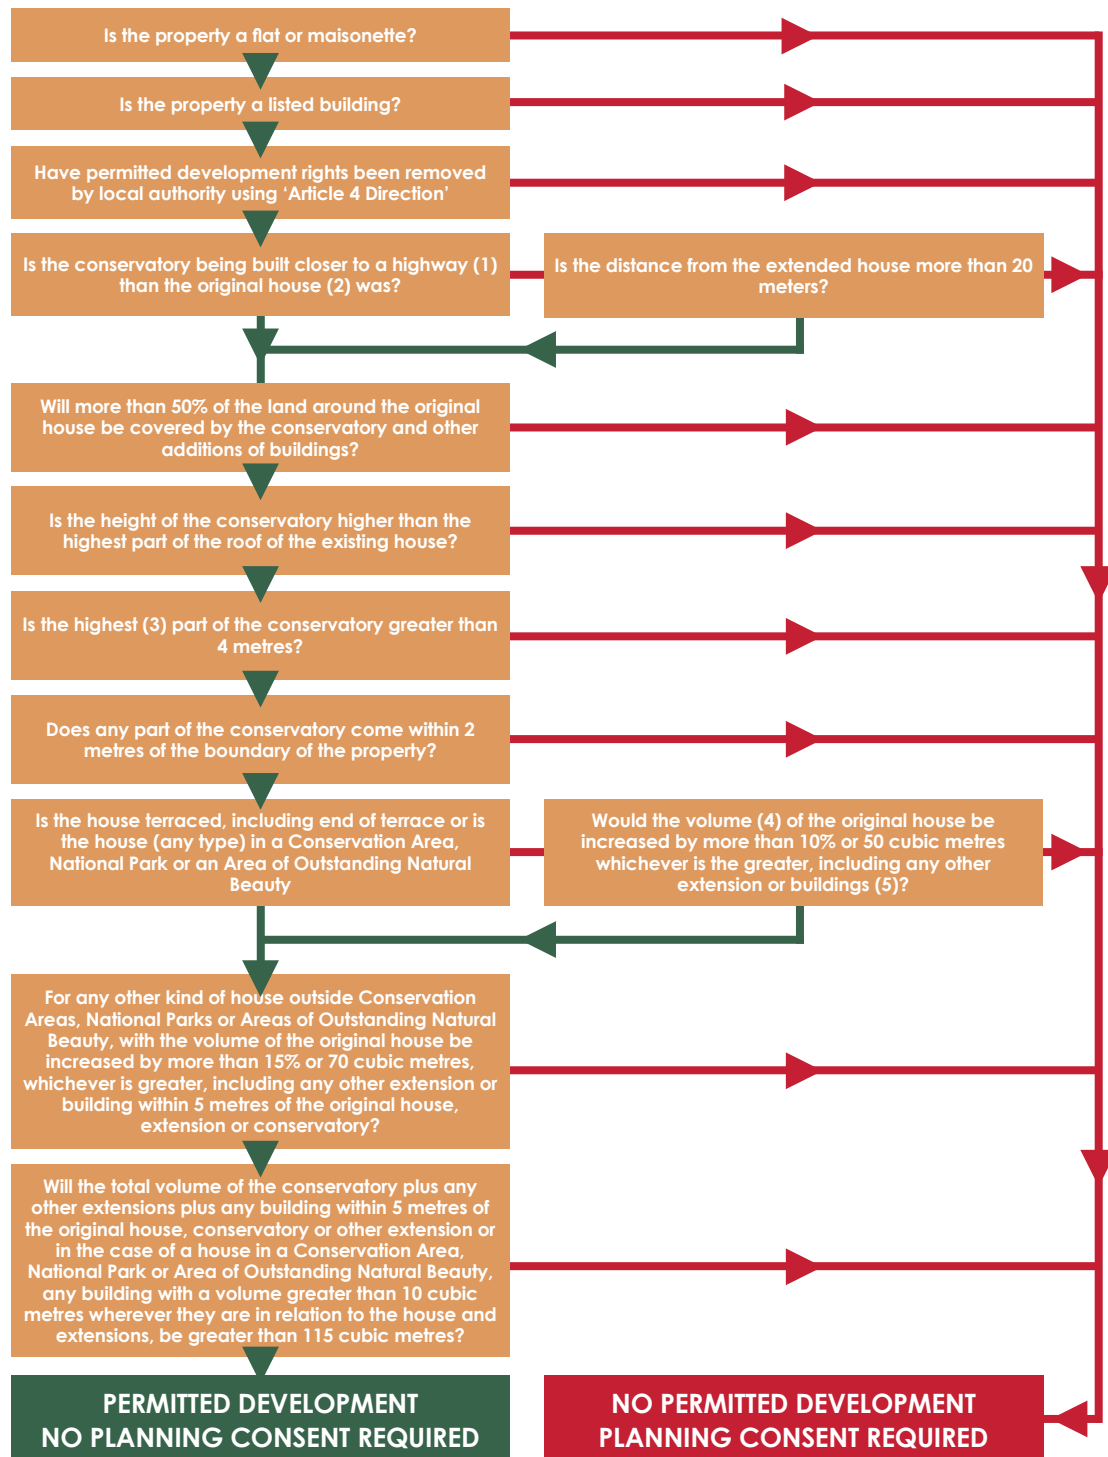 Is the property a flat or maisonette?
Is the property a listed building?
Have permitted development rights been removed
by local authority using ‘Article 4 Direction’
Is the conservatory being built closer to a highway (1)
than the original house (2) was?
Is the distance from the extended house more than 20
meters?
Will more than 50% of the land around the original
house be covered by the conservatory and other
additions of buildings?
Is the height of the conservatory higher than the
highest part of the roof of the existing house?
Is the highest (3) part of the conservatory greater than
4 metres?
Does any part of the conservatory come within 2
metres of the boundary of the property?
Is the house terraced, including end of terrace or is
the house (any type) in a Conservation Area,
National Park or an Area of Outstanding Natural
Beauty
Would the volume (4) of the original house be
increased by more than 10% or 50 cubic metres
whichever is the greater, including any other
extension or buildings (5)?
For any other kind of house outside Conservation
Areas, National Parks or Areas of Outstanding Natural
Beauty, with the volume of the original house be
increased by more than 15% or 70 cubic metres,
whichever is greater, including any other extension or
building within 5 metres of the original house,
extension or conservatory?
Will the total volume of the conservatory plus any
other extensions plus any building within 5 metres of
the original house, conservatory or other extension or
in the case of a house in a Conservation Area,
National Park or Area of Outstanding Natural Beauty,
any building with a volume greater than 10 cubic
metres wherever they are in relation to the house and
extensions, be greater than 115 cubic metres?
PERMITTED DEVELOPMENT
NO PLANNING CONSENT REQUIRED
NO PERMITTED DEVELOPMENT
PLANNING CONSENT REQUIRED